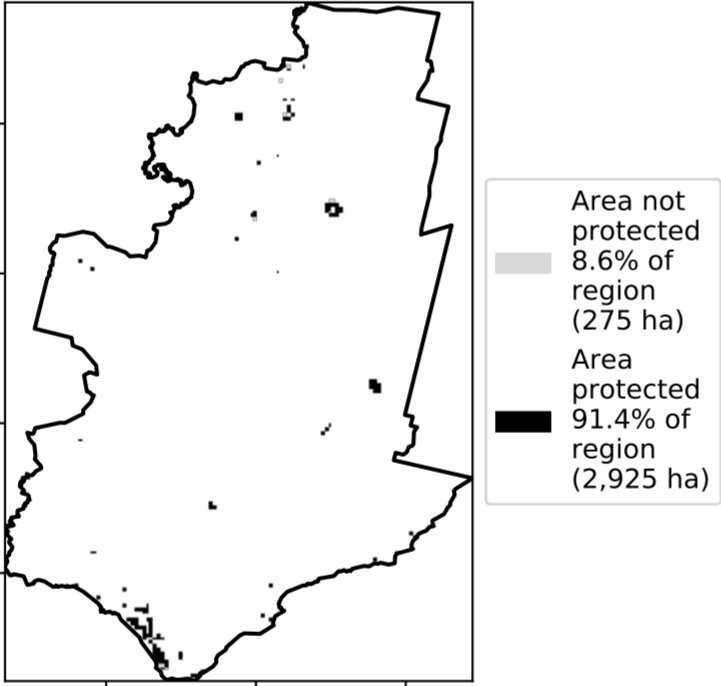 Area not
protected
8.6% of
region
(275 ha)
Area
protected
91.4% of
region
(2,925 ha)